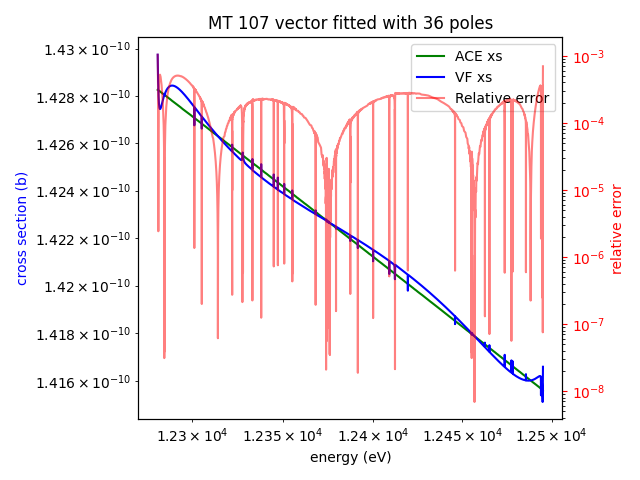 MT 107 vector fitted with 36 poles
ACE xs
VF xs
Relative error
cross section (b)
1.43 × 10⁻¹⁰
1.428 × 10⁻¹⁰
1.426 × 10⁻¹⁰
1.424 × 10⁻¹⁰
1.422 × 10⁻¹⁰
1.42 × 10⁻¹⁰
1.418 × 10⁻¹⁰
1.416 × 10⁻¹⁰
10⁻³
10⁻⁴
10⁻⁵
10⁻⁶
10⁻⁷
10⁻⁸
relative error
1.23 × 10⁴ 1.235 × 10⁴ 1.24 × 10⁴ 1.245 × 10⁴ 1.25 × 10⁴
energy (eV)